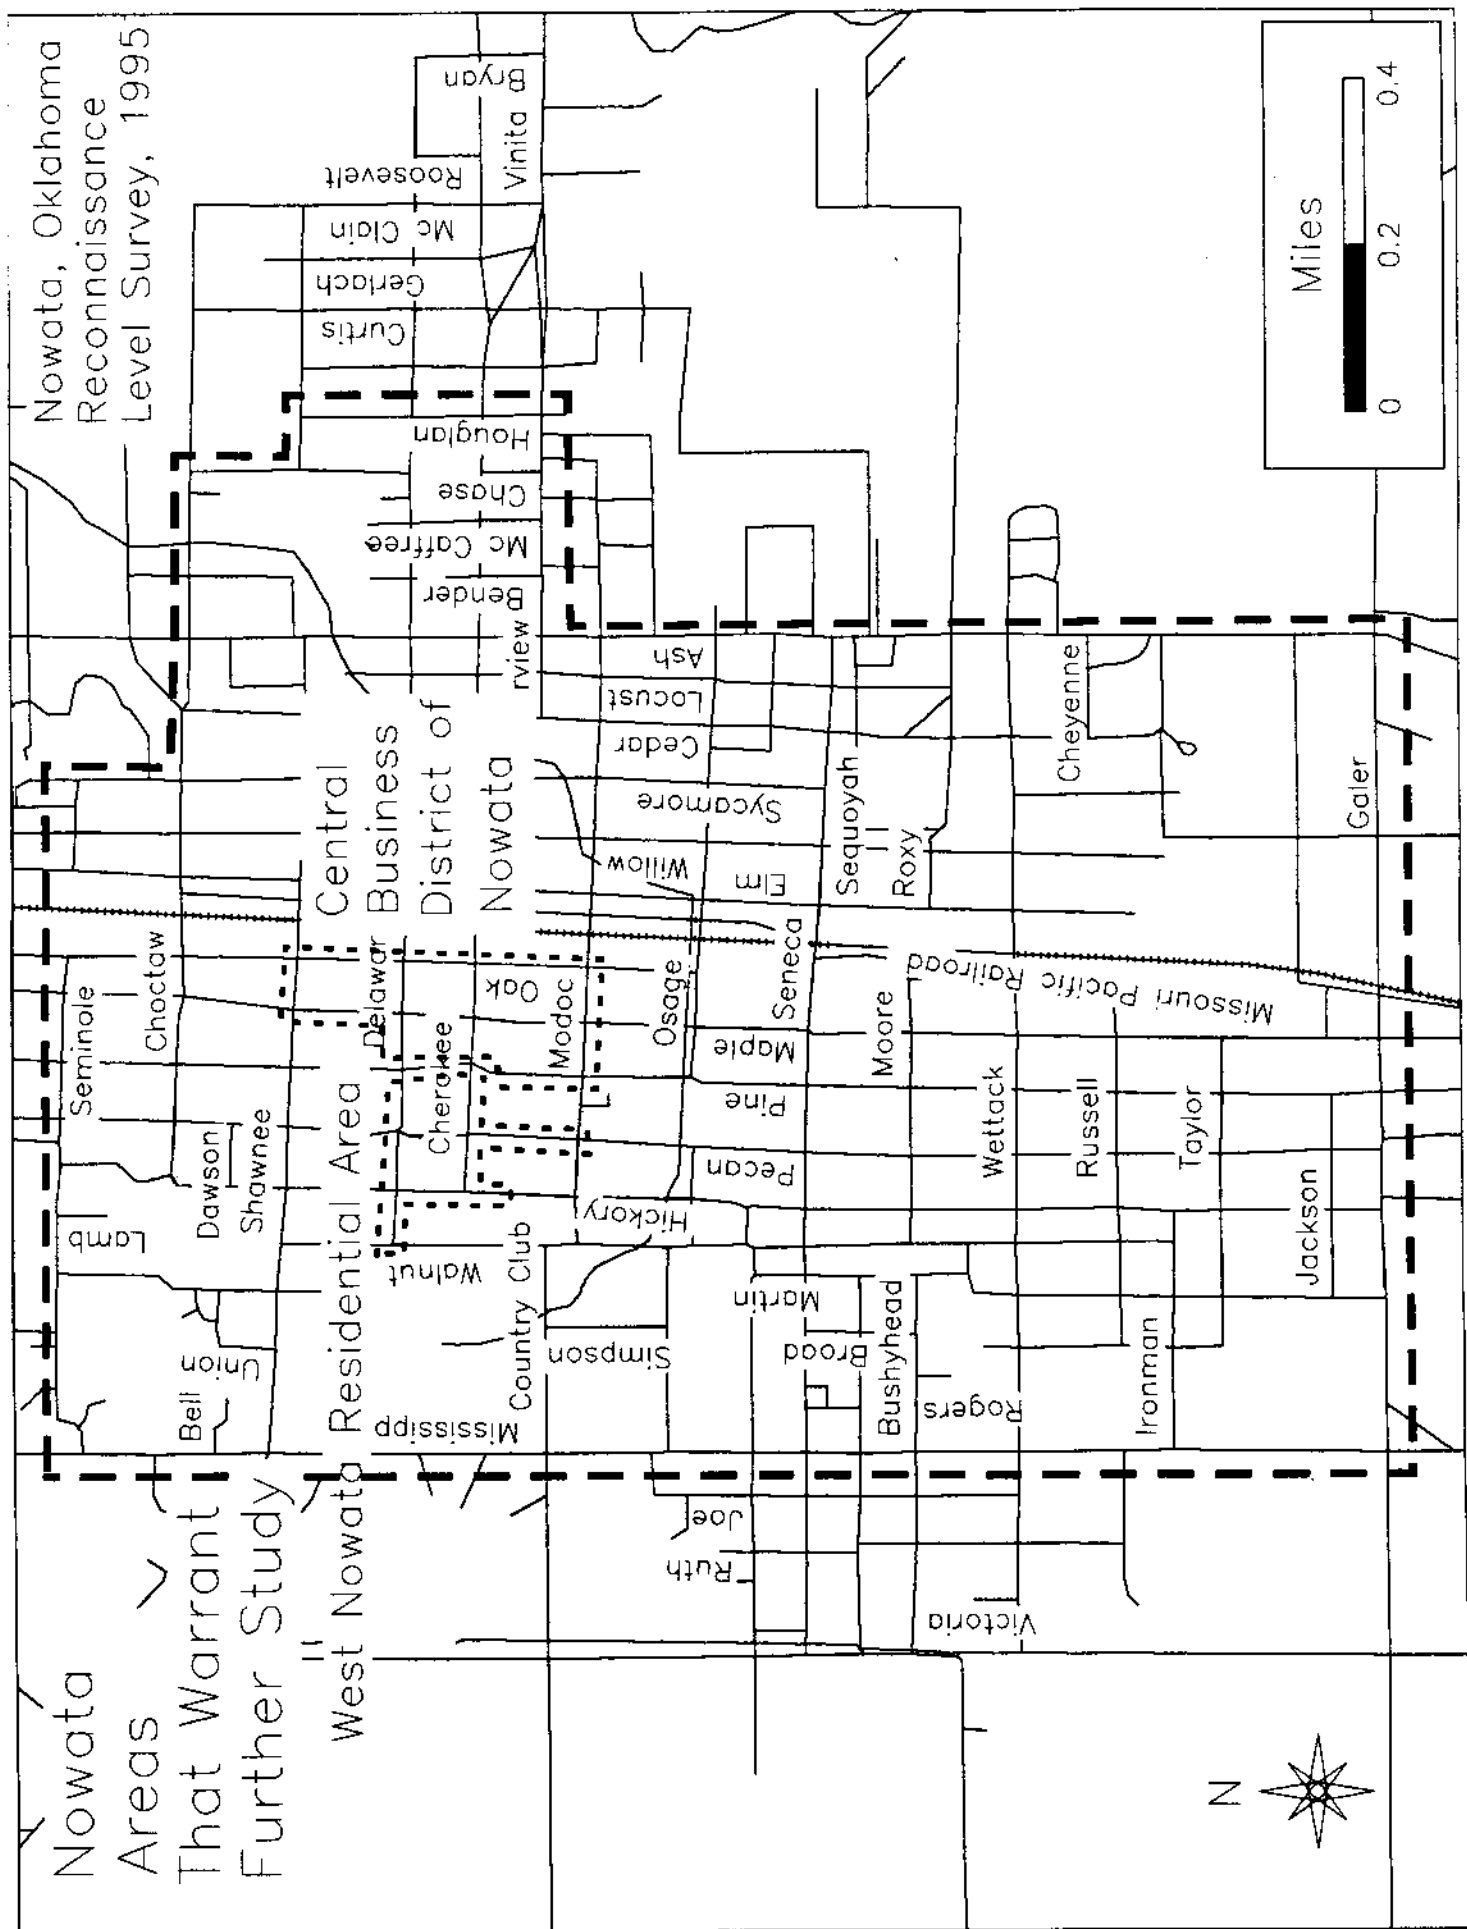 Nowata
Areas
That Warrant
Further Study
Nowata, Oklahoma
Reconnaissance
Level Survey, 1995
West Nowata Residential Area
Central
Business
District of
Nowata
Bryan
Vinita
Roosevelt
Mc Clain
Gerlach
Curtis
Houglan
Chase
Mc Caffree
Bender
rview
Ash
Locust
Cedar
Sycamore
Willow
Elm
Sequoyah
Roxy
Cheyenne
Galer
Seminole
Choctaw
Delawar
Cherokee
Oak
Modoc
Osage
Seneca
Maple
Moore
Missouri Pacific Railroad
Pine
Pecan
Wettack
Russell
Taylor
Jackson
Dawson
Shawnee
Lamb
Hickory
Walnut
Country Club
Simpson
Martin
Broad
Bushyhead
Rogers
Ironman
Union
Bell
Mississipp
Joe
Ruth
Victoria
N
Miles
0 0.2 0.4